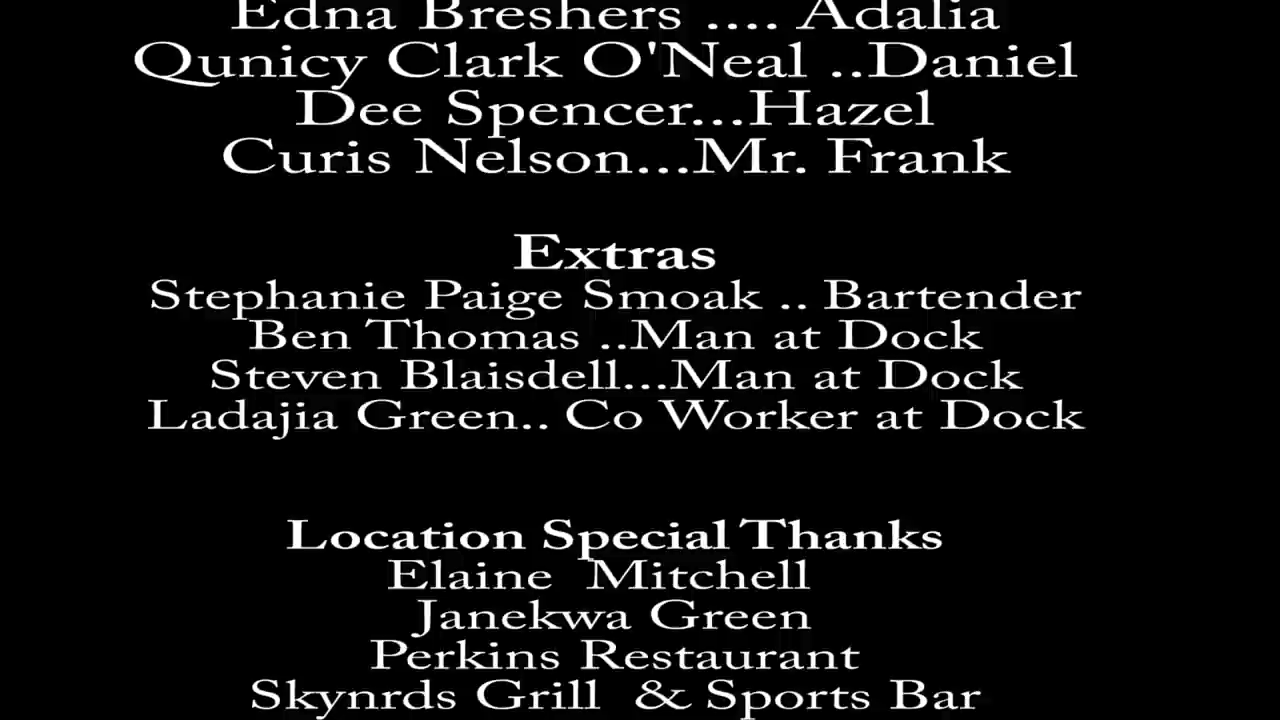 Edna Breshers .... Adalia
Qunicy Clark O'Neal ..Daniel
Dee Spencer...Hazel
Curis Nelson...Mr. Frank
Extras
Stephanie Paige Smoak .. Bartender
Ben Thomas ..Man at Dock
Steven Blaisdell...Man at Dock
Ladajia Green.. Co Worker at Dock
Location Special Thanks
Elaine  Mitchell
Janekwa Green
Perkins Restaurant
Skynrds Grill  & Sports Bar